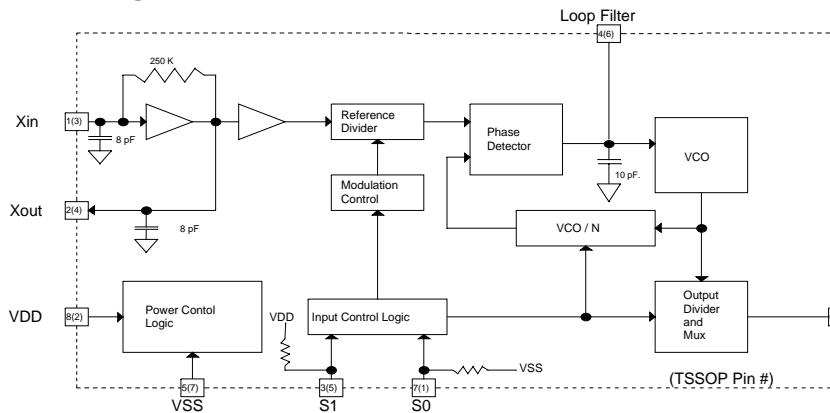 Loop Filter
4(6)
250 K
Xin
1(3)
8 pF
Reference
Divider
Phase
Detector
VCO
10 pF.
Modulation
Control
Xout
2(4)
8 pF
VCO / N
VDD
8(2)
Power Contol
Logic
VDD
Input Control Logic
Output
Divider
and
Mux
VSS
(TSSOP Pin #)
5(7)
3(5)
7(1)
VSS
S1
S0